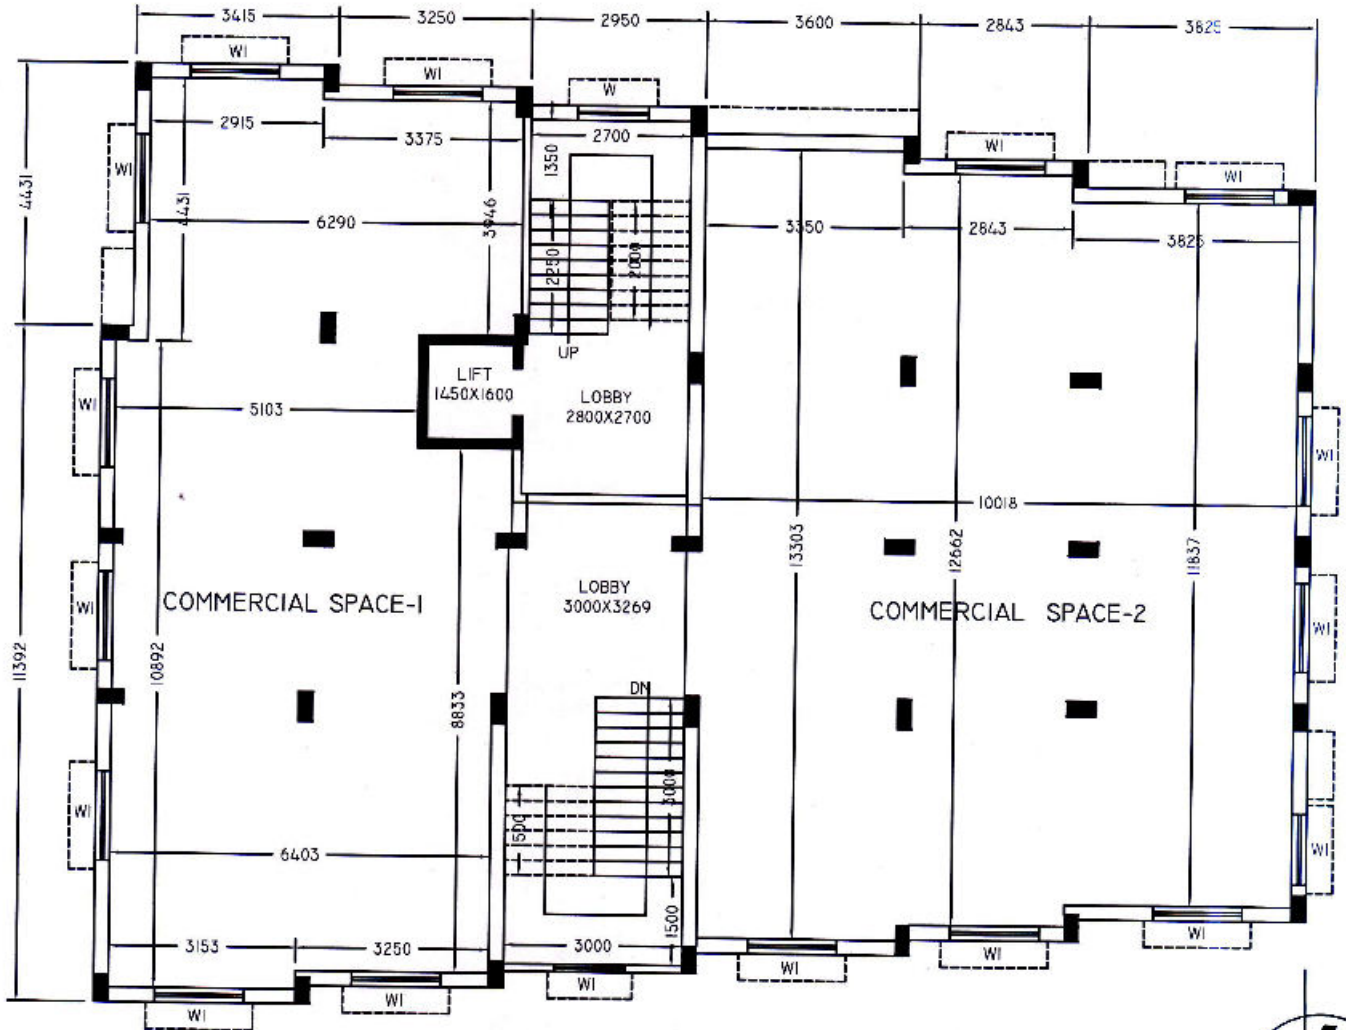 3415 3250 2950 3600 2843 3825
WI
WI
W
WI
WI
2915
3375
2700
WI
1350
4431
4431
6290
3946
2250
2000
3350
2843
3825
UP
LIFT
1450X1600
LOBBY
2800X2700
WI
5103
WI
10018
13303
12662
11837
LOBBY
3000X3269
COMMERCIAL SPACE-1
COMMERCIAL SPACE-2
WI
WI
11392
10892
8833
DN
3000
1500
WI
WI
6403
1500
3153
3250
3000
WI
WI
WI
WI
WI
WI